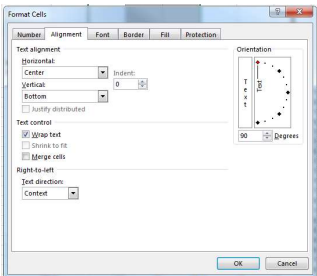 Format Cells
Number Alignment Font Border Fill Protection
Text alignment
Horizontal:
Center
Indent:
Vertical:
0
Bottom
Justify distributed
Text control
Wrap text
Shrink to fit
Merge cells
Right-to-left
Text direction:
Context
Orientation
Text
Text
90 Degrees
OK Cancel